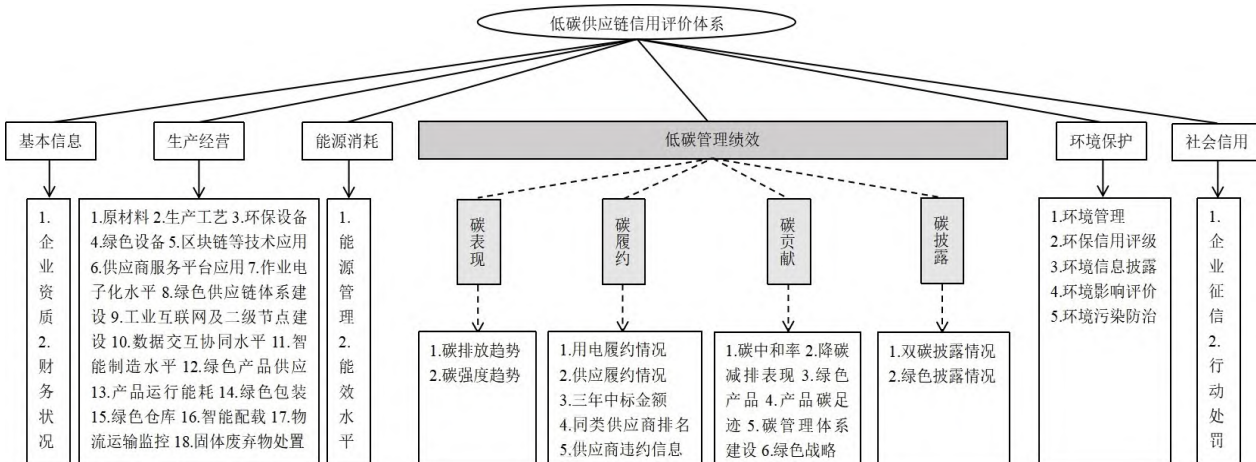 低碳供应链信用评价体系
基本信息
生产经营
能源消耗
低碳管理绩效
环境保护
社会信用
1.企业资质2.财务状况
1.原材料 2.生产工艺 3.环保设备
4.绿色设备 5.区块链等技术应用
6.供应商服务平台应用 7.作业电
子化水平 8.绿色供应链体系建
设 9.工业互联网及二级节点建
设 10.数据交互协同水平 11.智
能制造水平 12.绿色产品供应
13.产品运行能耗 14.绿色包装
15.绿色仓库 16.智能配载 17.物
流运输监控 18.固体废弃物处置
1.能源管理2.能效水平
碳表现
碳履约
碳贡献
碳披露
1.碳排放趋势
2.碳强度趋势
1.用电履约情况
2.供应履约情况
3.三年中标金额
4.同类供应商排名
5.供应商违约信息
1.碳中和率 2.降碳
减排表现 3.绿色
产品 4.产品碳足
迹 5.碳管理体系
建设 6.绿色战略
1.双碳披露情况
2.绿色披露情况
1.环境管理
2.环保信用评级
3.环境信息披露
4.环境影响评价
5.环境污染防治
1.企业征信2.行动处罚